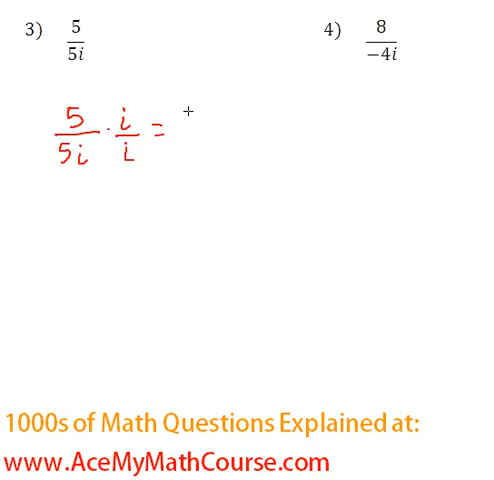 3) 5/5i
4) 8/−4i
5/5i · i/i =
1000s of Math Questions Explained at:
www.AceMyMathCourse.com